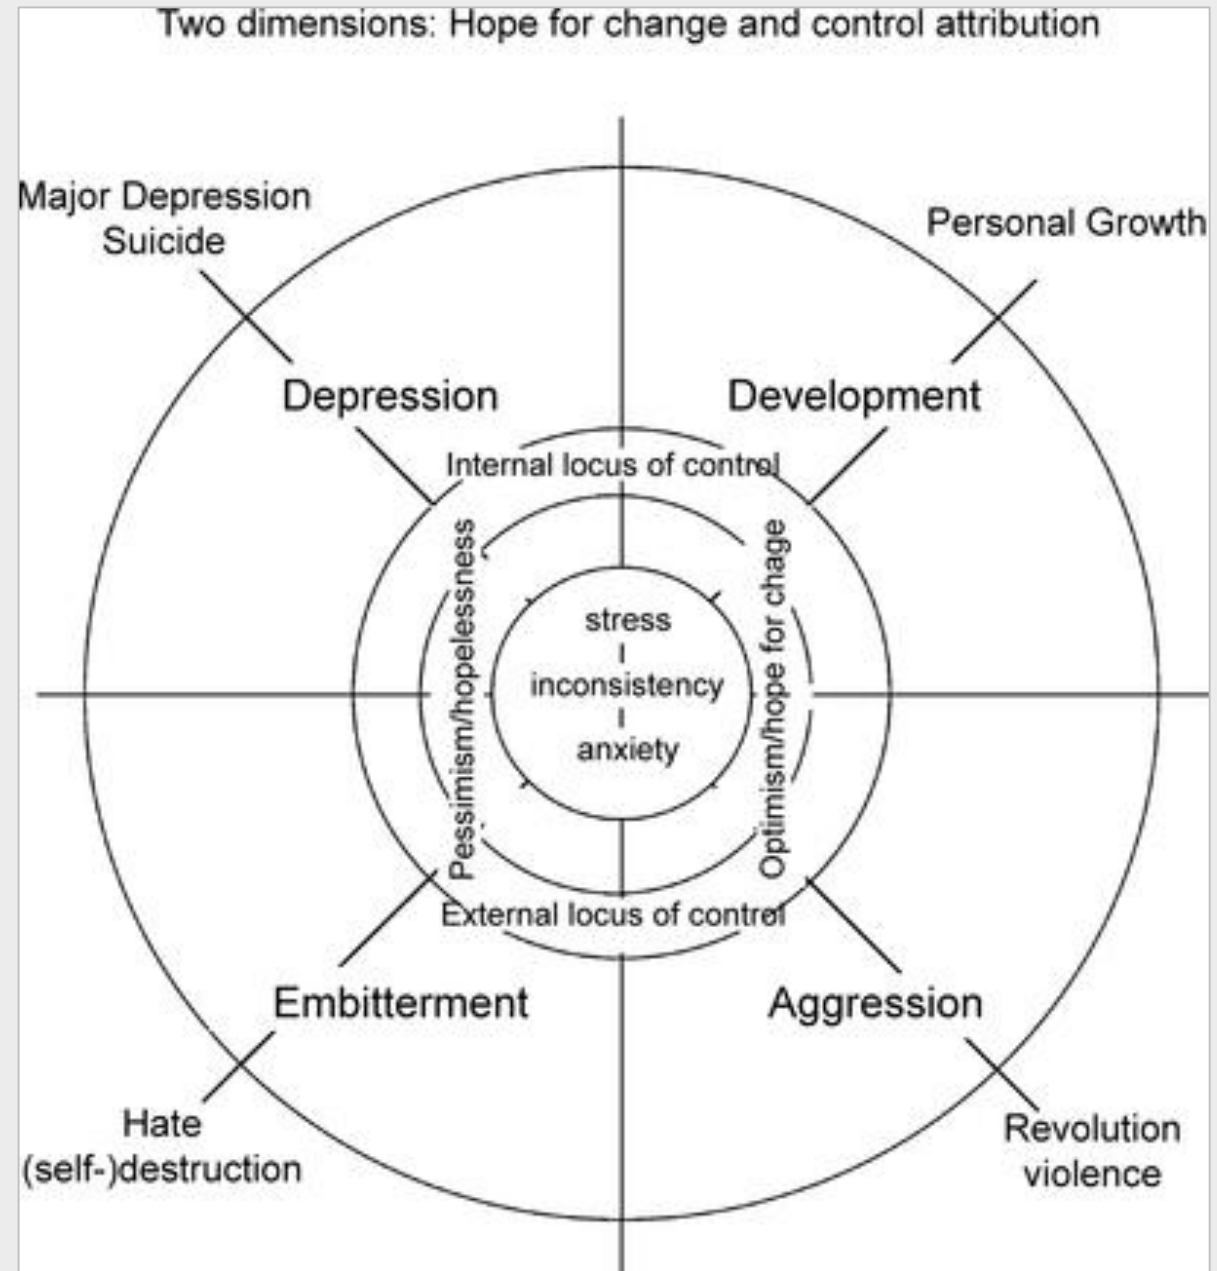 Two dimensions: Hope for change and control attribution
Major Depression
Suicide
Personal Growth
Depression
Development
Internal locus of control
Pessimism/hopelessness
Optimism/hope for chage
stress
inconsistency
anxiety
External locus of control
Embitterment
Aggression
Hate
(self-)destruction
Revolution
violence